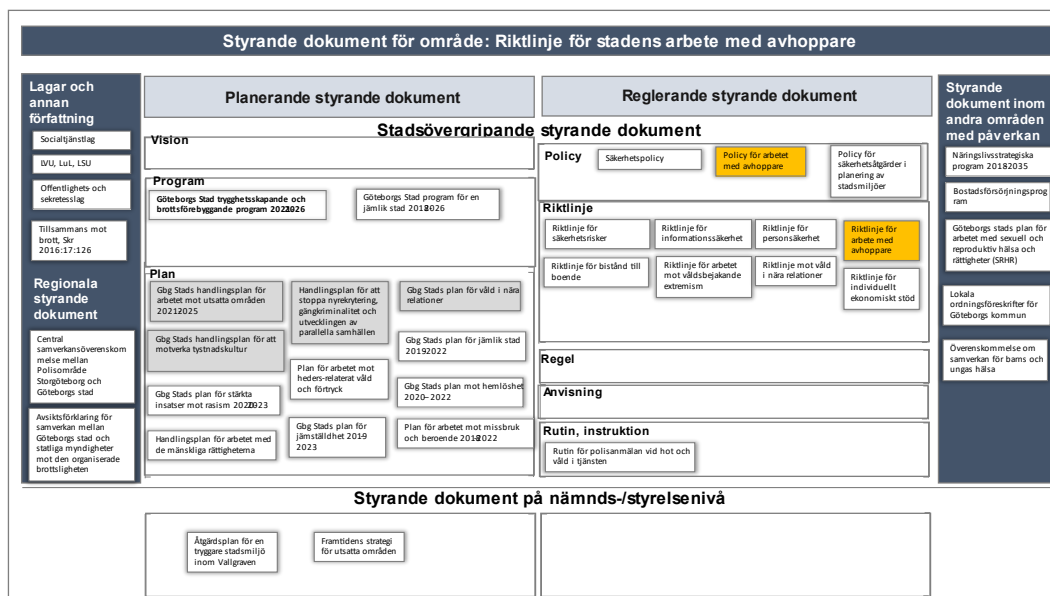 Styrande dokument för område: Riktlinje för stadens arbete med avhoppare
Lagar och
annan
författning
Socialtjänstlag
LVU, LuL, LSU
Offentlighets- och
sekretesslag
Tillsammans mot
brott, Skr
2016:17:126
Regionala
styrande
dokument
Central
samverkansöverenskom
melse mellan
Polisområde
Storgöteborg och
Göteborgs stad
Avsiktsförklaring för
samverkan mellan
Göteborgs stad och
statliga myndigheter
mot den organiserade
brottsligheten
Planerande styrande dokument
Reglerande styrande dokument
Stadsövergripande styrande dokument
Vision
Program
Göteborgs Stad trygghetsskapande och
brottsförebyggande program 2022-2026
Göteborgs Stad program för en
jämlik stad 2018-2026
Plan
Gbg Stads handlingsplan för
arbetet mot utsatta områden
2021-2025
Handlingsplan för att
stoppa nyrekrytering,
gängkriminalitet och
utvecklingen av
parallella samhällen
Gbg Stads plan för våld i nära
relationer
Gbg Stads handlingsplan för att
motverka tystnadskultur
Gbg Stads plan för jämlik stad
2019-2022
Plan för arbetet mot
heders-relaterat våld
och förtryck
Gbg Stads plan mot hemlöshet
2020–2022
Gbg Stads plan för stärkta
insatser mot rasism 2020-2023
Gbg Stads plan för
jämställdhet 2019-
2023
Plan för arbetet mot missbruk
och beroende 2018-2022
Handlingsplan för arbetet med
de mänskliga rättigheterna
Policy
Säkerhetspolicy
Policy för arbetet
med avhoppare
Policy för
säkerhetsåtgärder i
planering av
stadsmiljöer
Riktlinje
Riktlinje för
säkerhetsrisker
Riktlinje för
informationssäkerhet
Riktlinje för
personsäkerhet
Riktlinje för
arbete med
avhoppare
Riktlinje för bistånd till
boende
Riktlinje för arbetet
mot våldsbejakande
extremism
Riktlinje mot våld
i nära relationer
Riktlinje för
individuellt
ekonomiskt stöd
Regel
Anvisning
Rutin, instruktion
Rutin för polisanmälan vid hot och
våld i tjänsten
Styrande
dokument inom
andra områden
med påverkan
Näringslivsstrategiska
program 2018-2035
Bostadsförsörjningsprog
ram
Göteborgs stads plan för
arbetet med sexuell och
reproduktiv hälsa och
rättigheter (SRHR)
Lokala
ordningsföreskrifter för
Göteborgs kommun
Överenskommelse om
samverkan för barns och
ungas hälsa
Styrande dokument på nämnds-/styrelsenivå
Åtgärdsplan för en
tryggare stadsmiljö
inom Vallgraven
Framtidens strategi
för utsatta områden